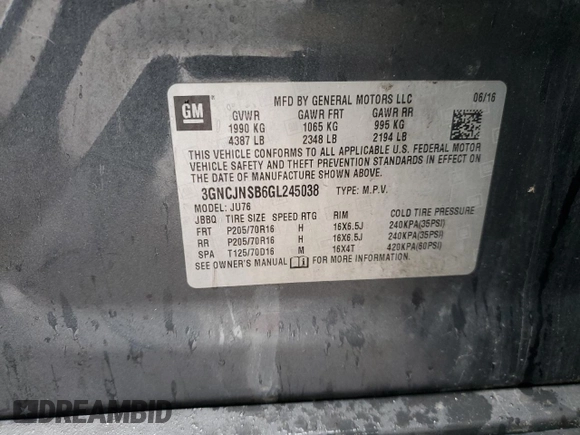 GM
MFD BY GENERAL MOTORS LLC 06/16
GVWR GAWR FRT GAWR RR
1990 KG 1065 KG 995 KG
4387 LB 2348 LB 2194 LB
THIS VEHICLE CONFORMS TO ALL APPLICABLE U.S. FEDERAL MOTOR
VEHICLE SAFETY AND THEFT PREVENTION STANDARDS IN EFFECT ON
THE DATE OF MANUFACTURE SHOWN ABOVE.
3GNCJNSB6GL245038 TYPE: M.P.V.
MODEL: JU76
JBBQ TIRE SIZE SPEED RTG RIM COLD TIRE PRESSURE
FRT P205/70R16 H 16X6.5J 240KPA(35PSI)
RR P205/70R16 H 16X6.5J 240KPA(35PSI)
SPA T125/70D16 M 16X4T 420KPA(60PSI)
SEE OWNER'S MANUAL FOR MORE INFORMATION.
DREAMBID